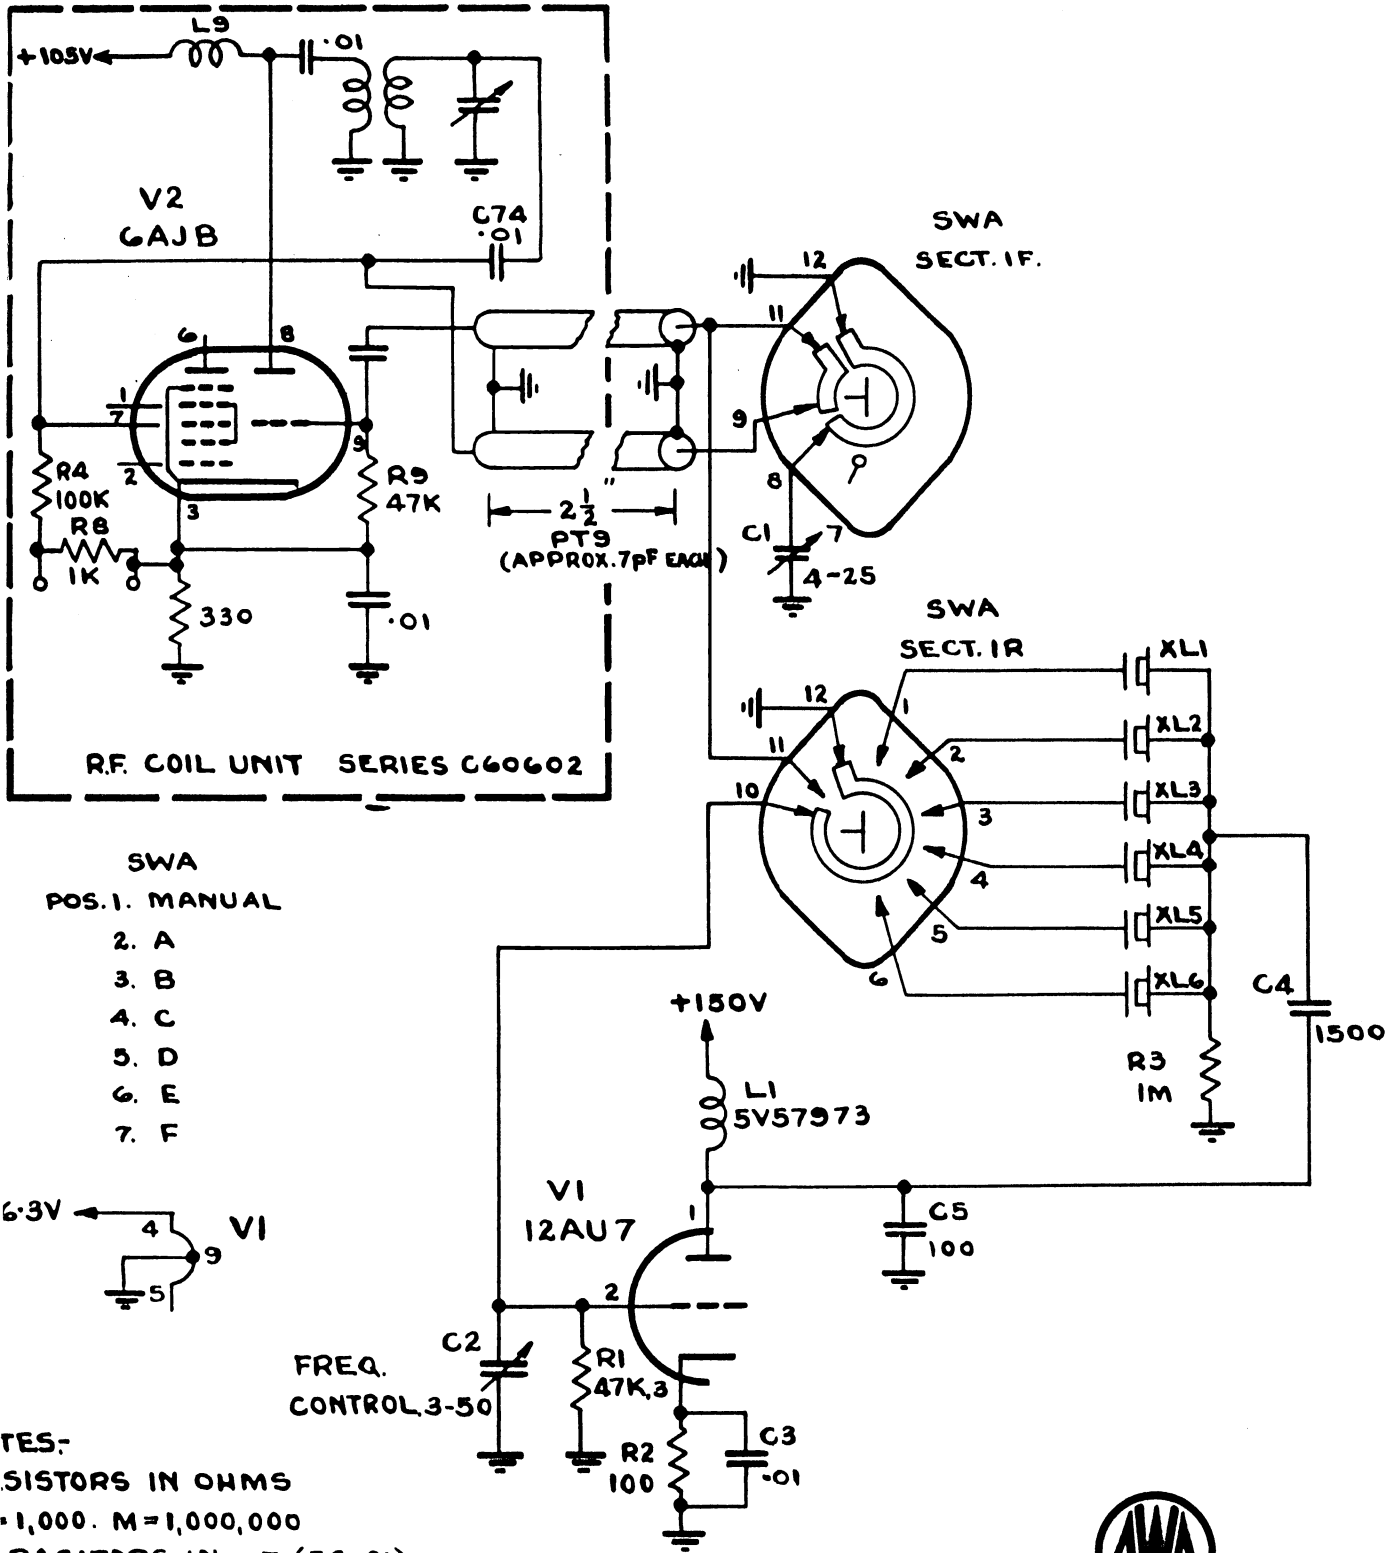 L9
.01
+105V
V2
6AJ8
C74
.01
6
8
1
7
2
3
9
R4
100K
R8
1K
R9
47K
330
.01
2 1/2 "
PT9
(APPROX. 7pF EACH)
R.F. COIL UNIT SERIES C60602
SWA
SECT. 1F.
12
11
9
8
C1
7
4-25
SWA
SECT. 1R
12
11
10
1
2
3
4
5
6
XL1
XL2
XL3
XL4
XL5
XL6
C4
1500
R3
1M
SWA
POS. 1. MANUAL
2. A
3. B
4. C
5. D
6. E
7. F
+150V
L1
5V57973
V1
12AU7
1
2
C5
100
6.3V
4
9
5
V1
FREQ.
CONTROL, 3-50
C2
R1
47K,
3
R2
100
C3
.01
TES;-
SISTORS IN OHMS
=1,000. M=1,000,000
AWA